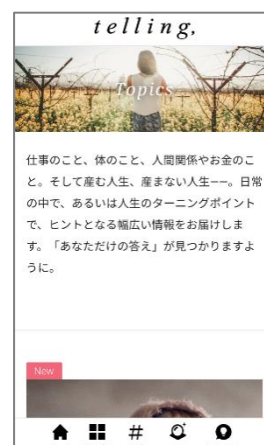 telling,
Topics
仕事のこと、体のこと、人間関係やお金のこ
と。そして産む人生、産まない人生——。日常
の中で、あるいは人生のターニングポイント
で、ヒントとなる幅広い情報をお届けしま
す。「あなただけの答え」が見つかりますよ
うに。
New
#